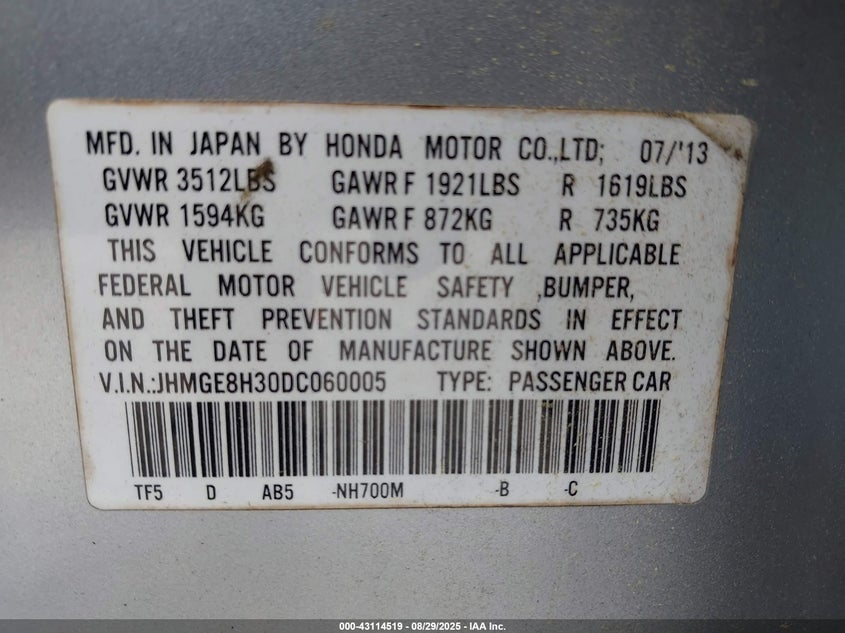 MFD. IN JAPAN BY HONDA MOTOR CO.,LTD; 07/'13
GVWR 3512LBS GAWR F 1921LBS R 1619LBS
GVWR 1594KG GAWR F 872KG R 735KG
THIS VEHICLE CONFORMS TO ALL APPLICABLE
FEDERAL MOTOR VEHICLE SAFETY ,BUMPER,
AND THEFT PREVENTION STANDARDS IN EFFECT
ON THE DATE OF MANUFACTURE SHOWN ABOVE.
V.I.N.:JHMGE8H30DC060005 TYPE: PASSENGER CAR
TF5 D AB5 -NH700M -B -C
000-43114519 - 08/29/2025 - IAA Inc.